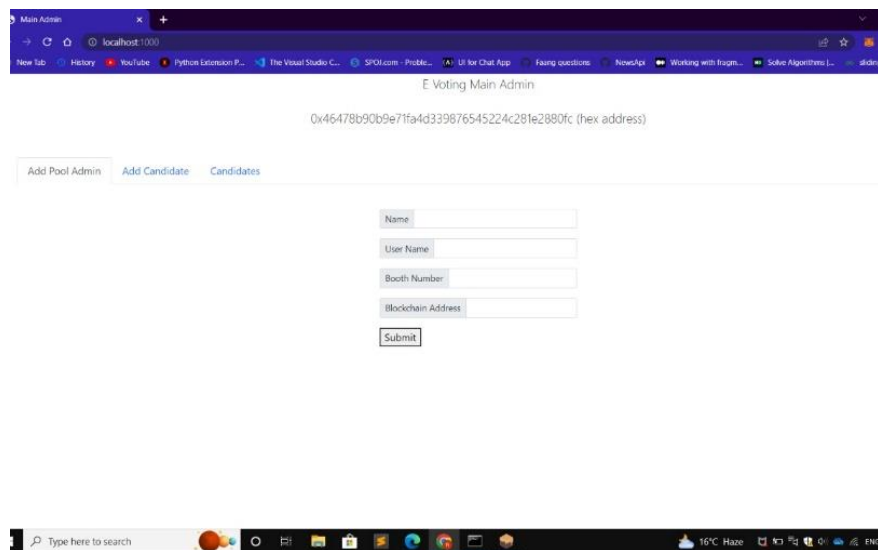 Main Admin
localhost:1000
New Tab History YouTube Python Extension P... The Visual Studio C... SPOJ.com - Proble... UI for Chat App Faang questions NewsApi Working with fragm... Solve Algorithms |... slidin
E Voting Main Admin
0x46478b90b9e71fa4d339876545224c281e2880fc (hex address)
Add Pool Admin Add Candidate Candidates
Name
User Name
Booth Number
Blockchain Address
Submit
Type here to search 16°C Haze ENG